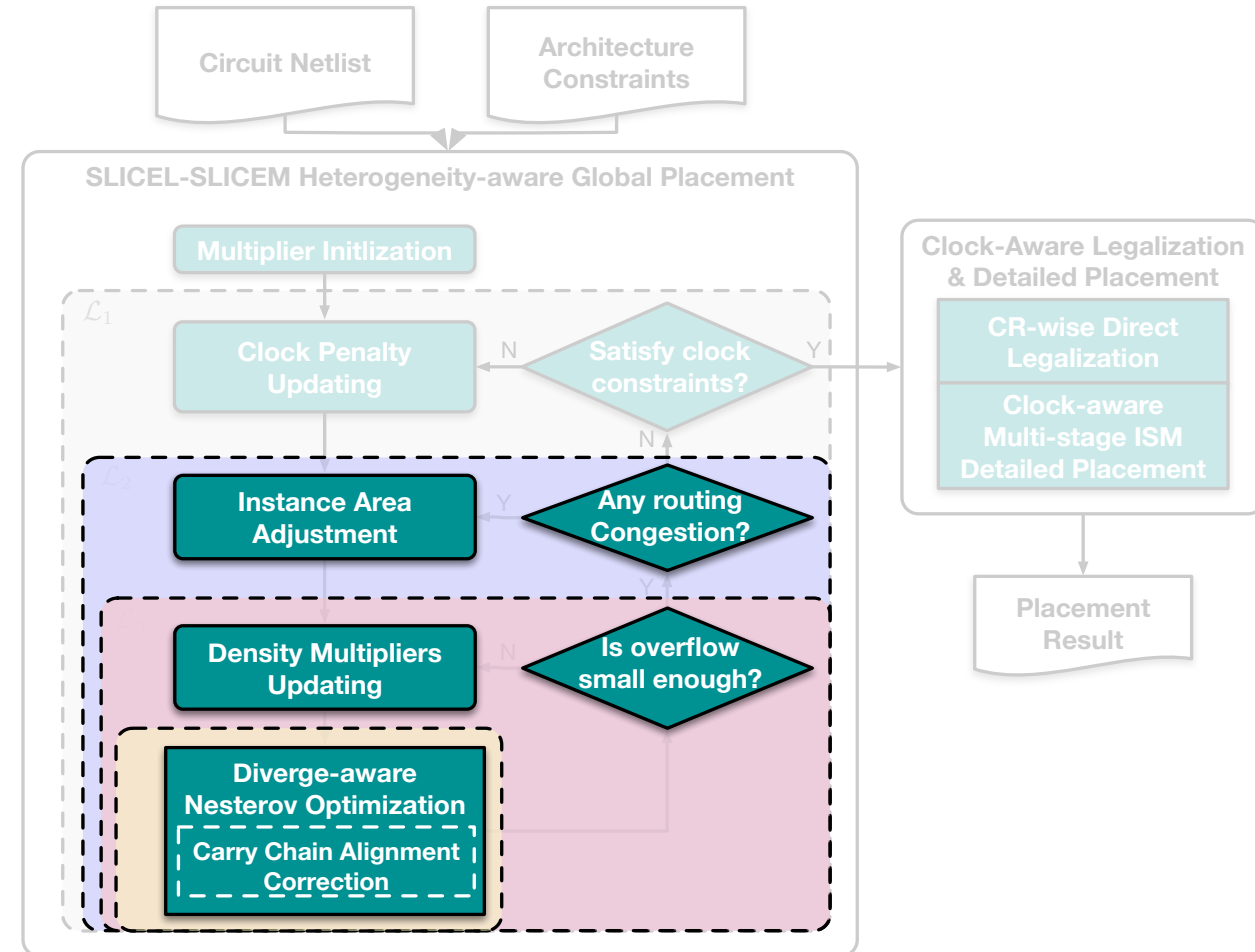 Circuit Netlist
Architecture
Constraints
SLICEL-SLICEM Heterogeneity-aware Global Placement
Multiplier Initlization
ℒ₁
Clock Penalty
Updating
N
Satisfy clock
constraints?
Y
Clock-Aware Legalization
& Detailed Placement
CR-wise Direct
Legalization
Clock-aware
Multi-stage ISM
Detailed Placement
N
ℒ₂
Instance Area
Adjustment
Y
Any routing
Congestion?
Y
Density Multipliers
Updating
N
Is overflow
small enough?
Placement
Result
Diverge-aware
Nesterov Optimization
Carry Chain Alignment
Correction